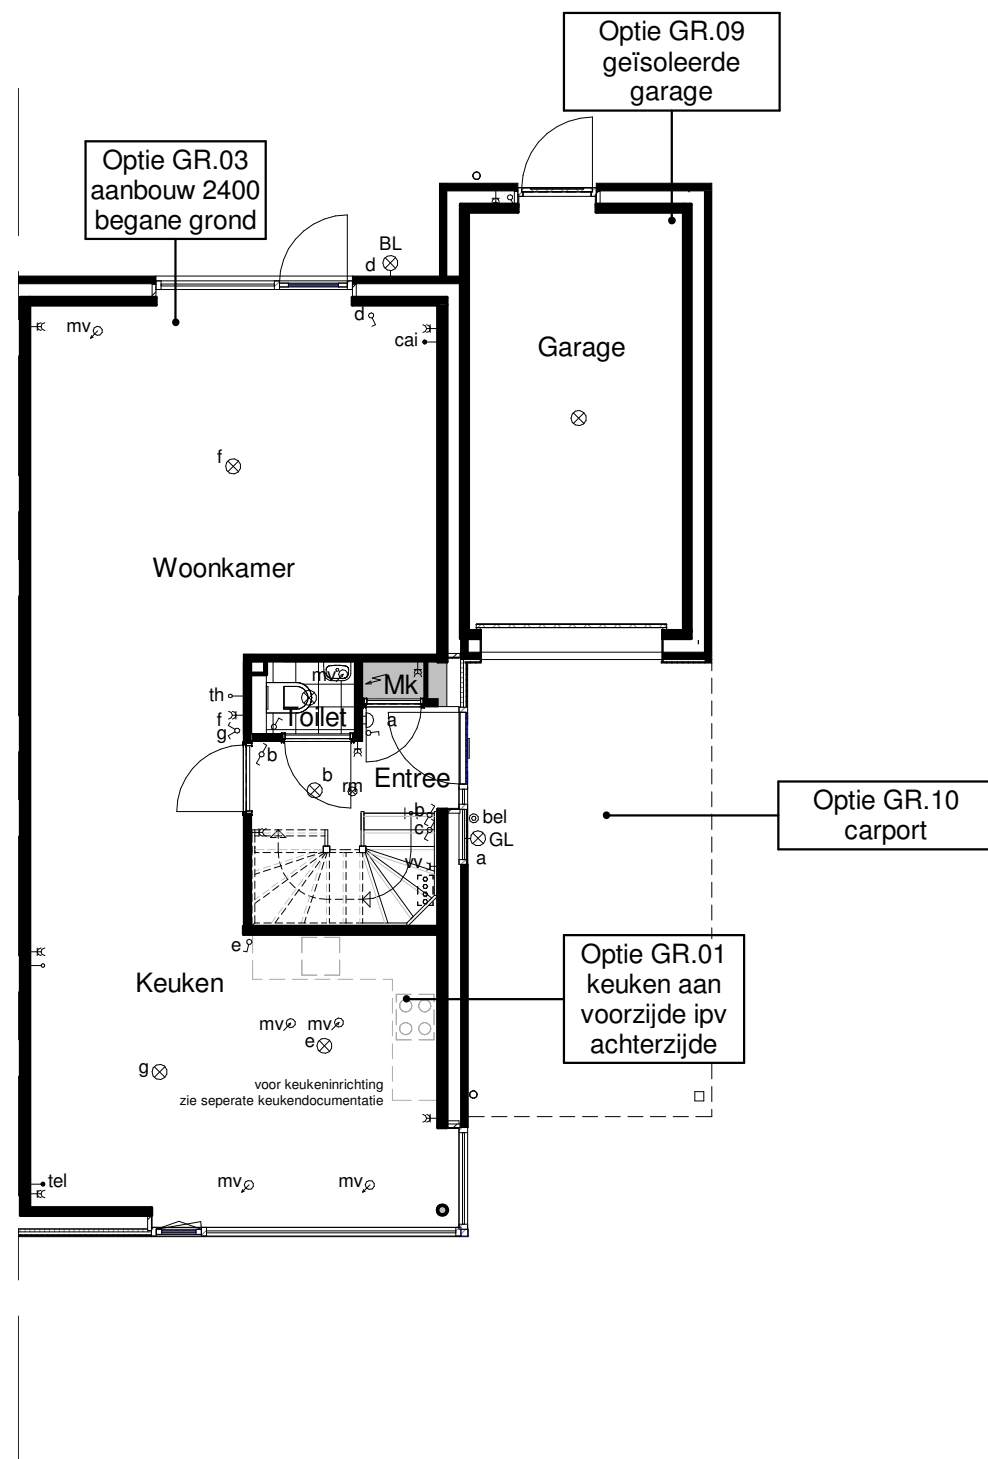 Optie GR.09
geïsoleerde
garage
Optie GR.03
aanbouw 2400
begane grond
BL
d
d
mv
cai
Garage
f
Woonkamer
mv
Mk
th
Toilet
f
a
g
b
b
rm
Entree
b
c
bel
GL
a
vv
Optie GR.10
carport
e
Optie GR.01
keuken aan
voorzijde ipv
achterzijde
Keuken
mv
mv
e
g
voor keukeninrichting
zie seperate keukendocumentatie
tel
mv
mv